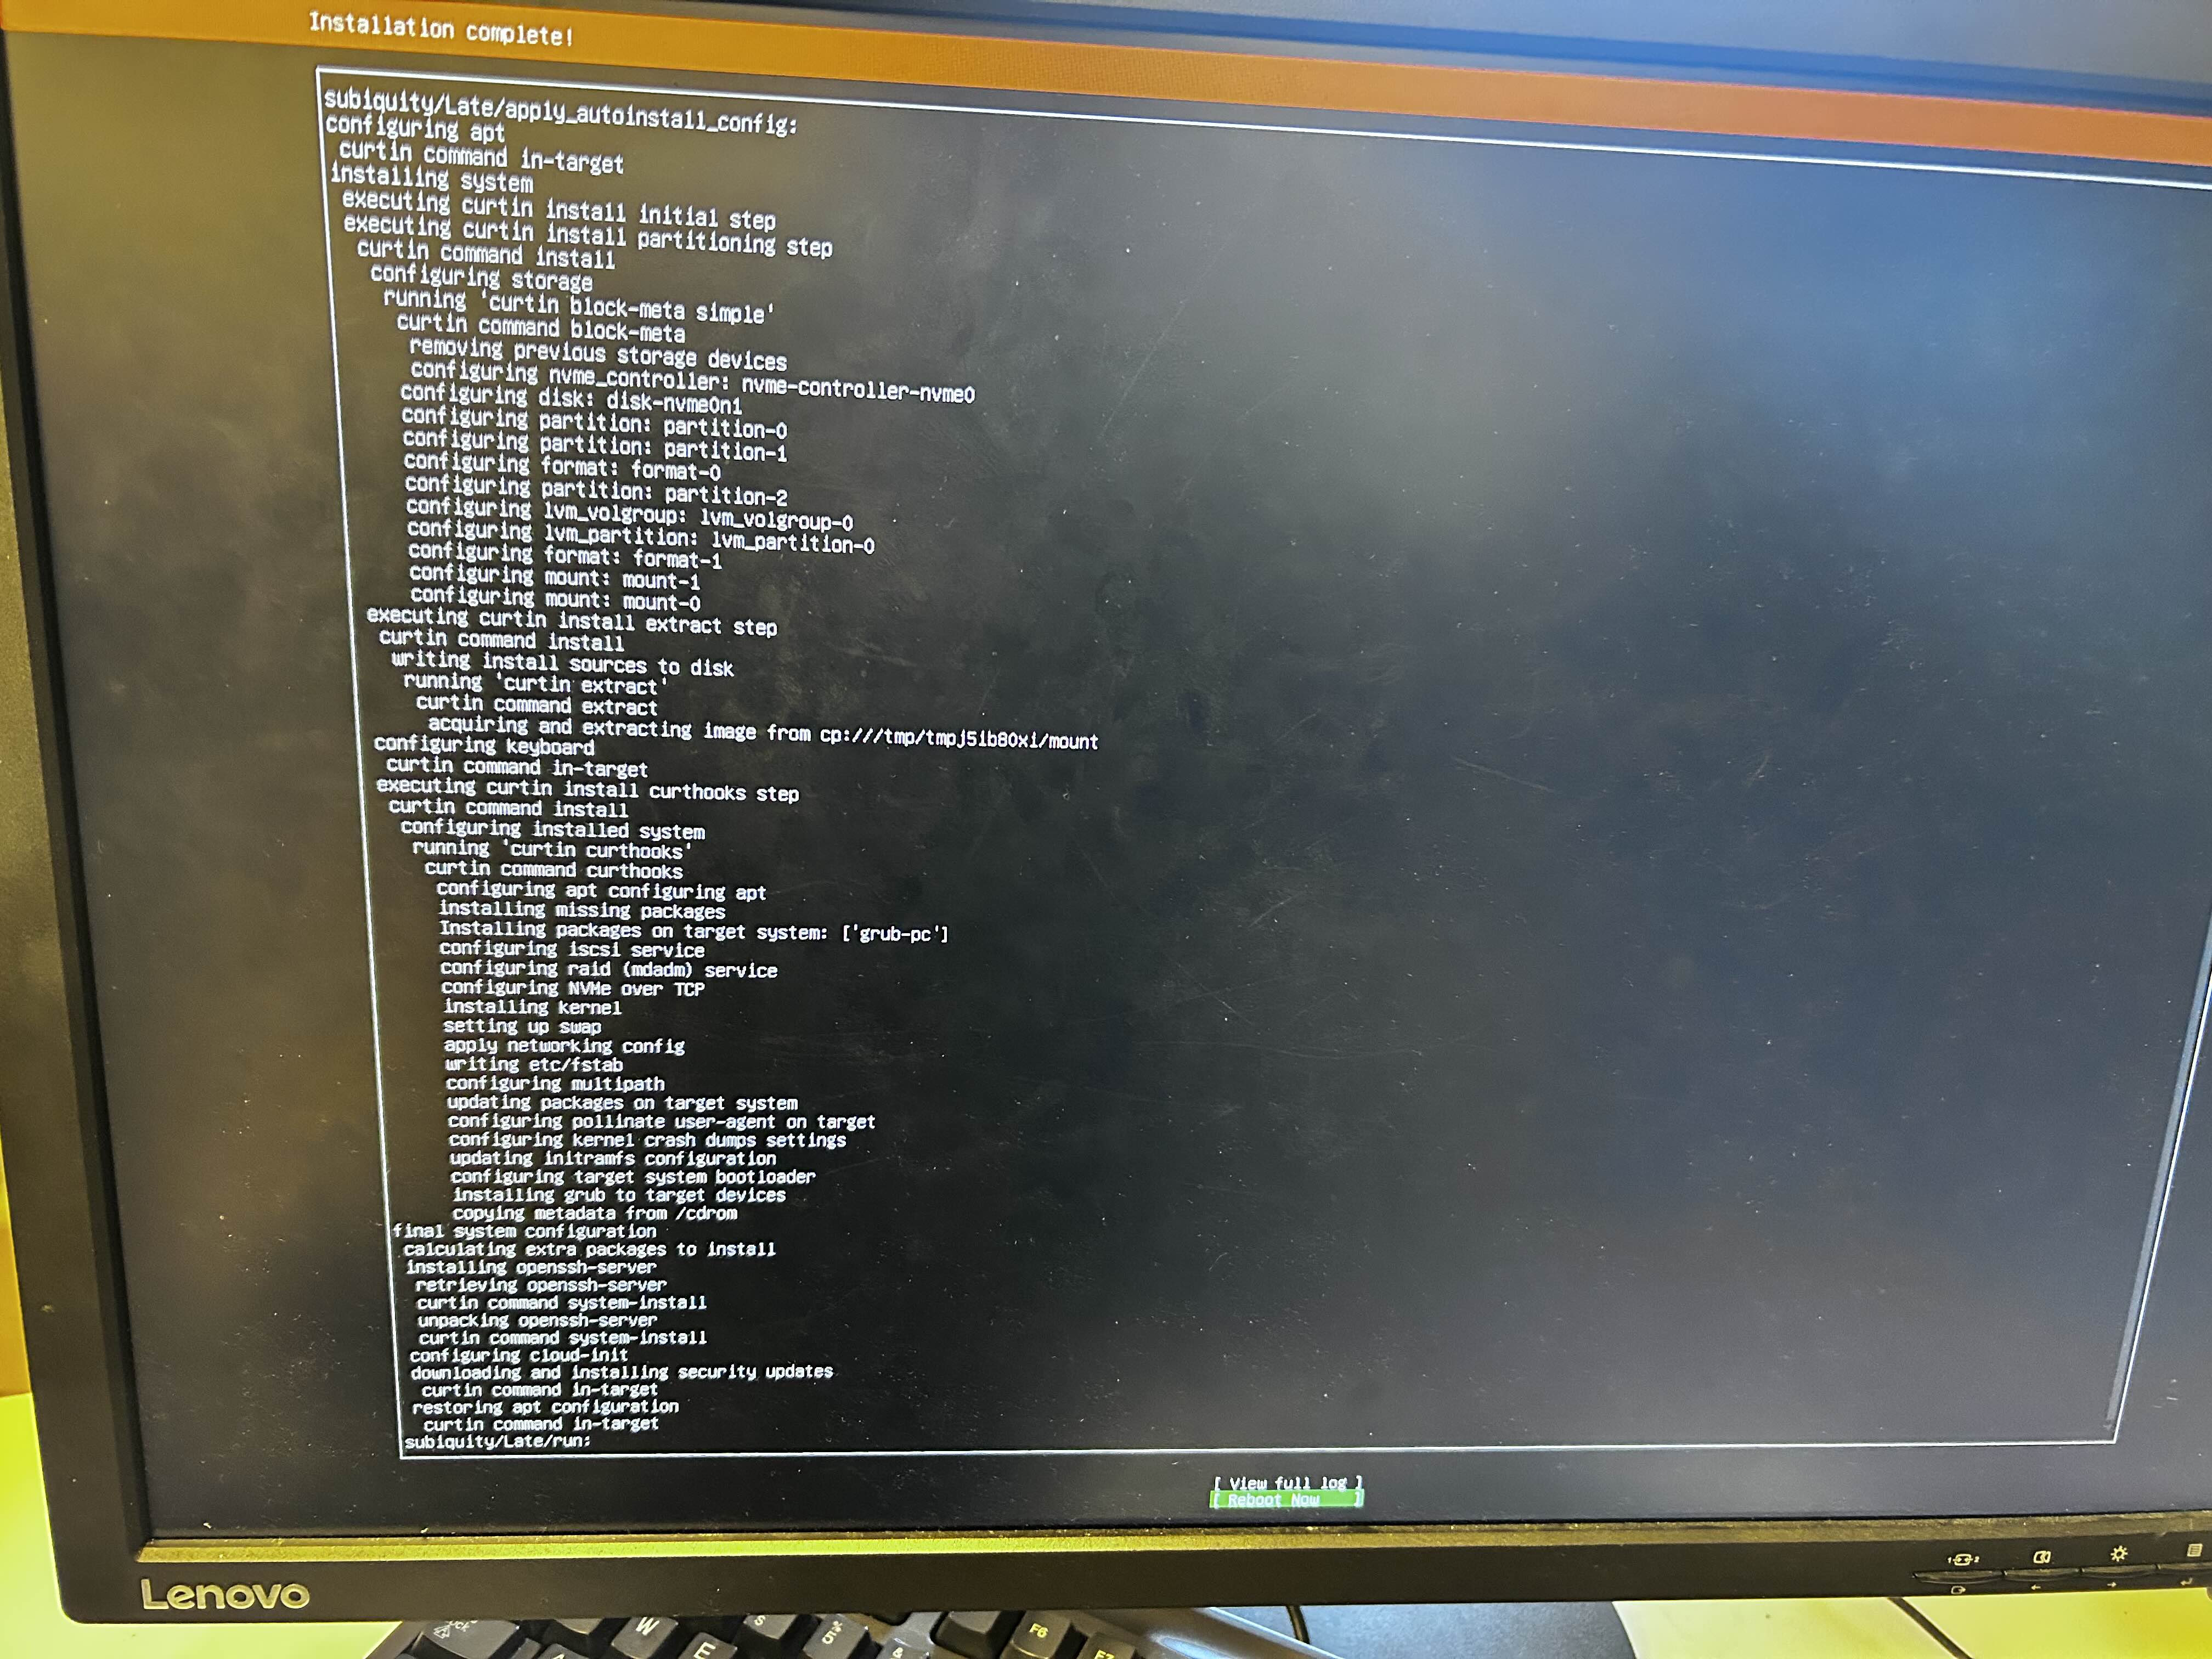 Installation complete!
subiquity/Late/apply_autoinstall_config:
configuring apt
curtin command in-target
installing system
executing curtin install initial step
executing curtin install partitioning step
curtin command install
configuring storage
running 'curtin block-meta simple'
curtin command block-meta
removing previous storage devices
configuring nvme_controller: nvme-controller-nvme0
configuring disk: disk-nvme0n1
configuring partition: partition-0
configuring partition: partition-1
configuring format: format-0
configuring partition: partition-2
configuring lvm_volgroup: lvm_volgroup-0
configuring lvm_partition: lvm_partition-0
configuring format: format-1
configuring mount: mount-1
configuring mount: mount-0
executing curtin install extract step
curtin command install
writing install sources to disk
running 'curtin extract'
curtin command extract
acquiring and extracting image from cp:///tmp/tmpj5ib80xi/mount
configuring keyboard
curtin command in-target
executing curtin install curthooks step
curtin command install
configuring installed system
running 'curtin curthooks'
curtin command curthooks
configuring apt configuring apt
installing missing packages
Installing packages on target system: ['grub-pc']
configuring iscsi service
configuring raid (mdadm) service
configuring NVMe over TCP
installing kernel
setting up swap
apply networking config
writing etc/fstab
configuring multipath
updating packages on target system
configuring pollinate user-agent on target
configuring kernel crash dumps settings
updating initramfs configuration
configuring target system bootloader
installing grub to target devices
copying metadata from /cdrom
final system configuration
calculating extra packages to install
installing openssh-server
retrieving openssh-server
curtin command system-install
unpacking openssh-server
curtin command system-install
configuring cloud-init
downloading and installing security updates
curtin command in-target
restoring apt configuration
curtin command in-target
subiquity/Late/run:
[ View full log ]
[ Reboot Now ]
Lenovo
W
E
S
F6
F7